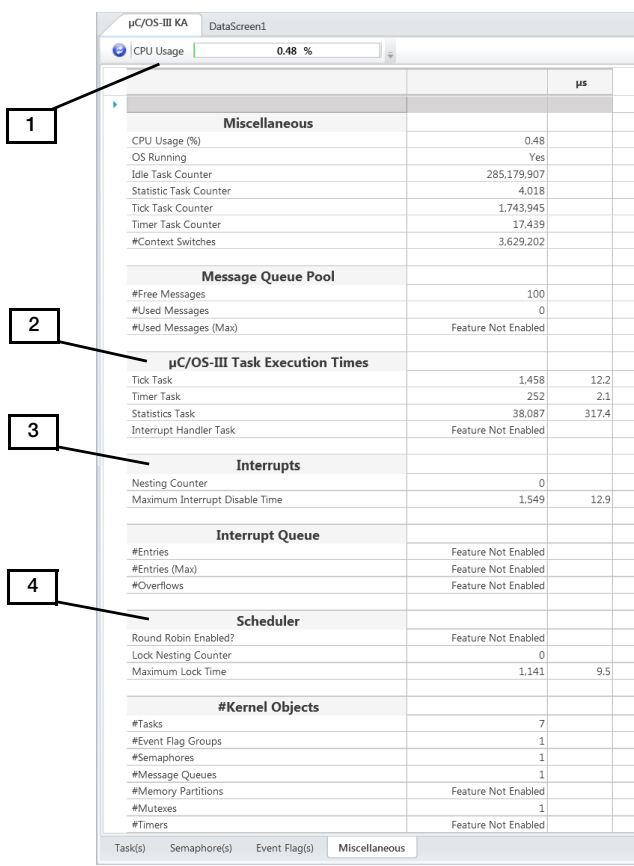 µC/OS-III KA DataScreen1
CPU Usage 0.48 %
µs
1
Miscellaneous
CPU Usage (%) 0.48
OS Running Yes
Idle Task Counter 285,179,907
Statistic Task Counter 4,018
Tick Task Counter 1,743,945
Timer Task Counter 17,439
#Context Switches 3,629,202
Message Queue Pool
#Free Messages 100
#Used Messages 0
2
#Used Messages (Max) Feature Not Enabled
µC/OS-III Task Execution Times
Tick Task 1,458 12.2
Timer Task 252 2.1
Statistics Task 38,087 317.4
3
Interrupt Handler Task Feature Not Enabled
Interrupts
Nesting Counter 0
Maximum Interrupt Disable Time 1,549 12.9
Interrupt Queue
#Entries Feature Not Enabled
#Entries (Max) Feature Not Enabled
4
#Overflows Feature Not Enabled
Scheduler
Round Robin Enabled? Feature Not Enabled
Lock Nesting Counter 0
Maximum Lock Time 1,141 9.5
#Kernel Objects
#Tasks 7
#Event Flag Groups 1
#Semaphores 1
#Message Queues 1
#Memory Partitions Feature Not Enabled
#Mutexes 1
#Timers Feature Not Enabled
Task(s) Semaphore(s) Event Flag(s) Miscellaneous